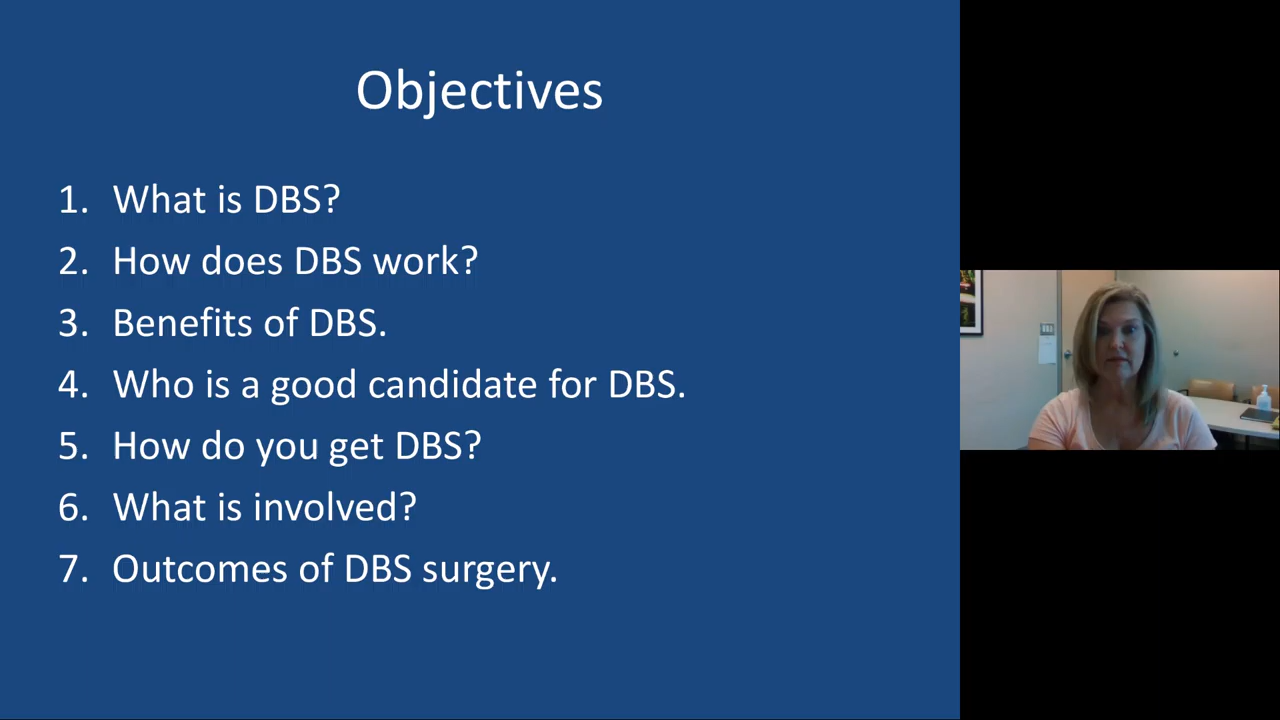 Objectives
1. What is DBS?
2. How does DBS work?
3. Benefits of DBS.
4. Who is a good candidate for DBS.
5. How do you get DBS?
6. What is involved?
7. Outcomes of DBS surgery.